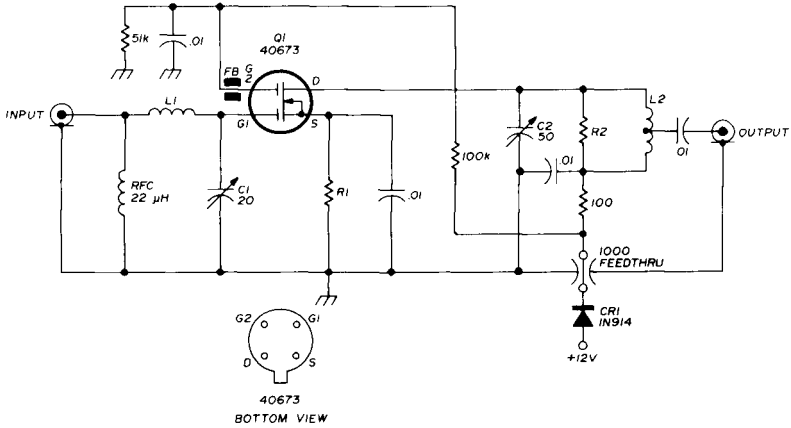 51k
.01
Q1
40673
FB
G
2
D
L1
INPUT
G1
S
C2
50
R2
L2
OUTPUT
.01
.01
100k
RFC
22 µH
C1
20
R1
.01
100
1000
FEEDTHRU
CR1
1N914
+12V
G2
G1
D
S
40673
BOTTOM VIEW